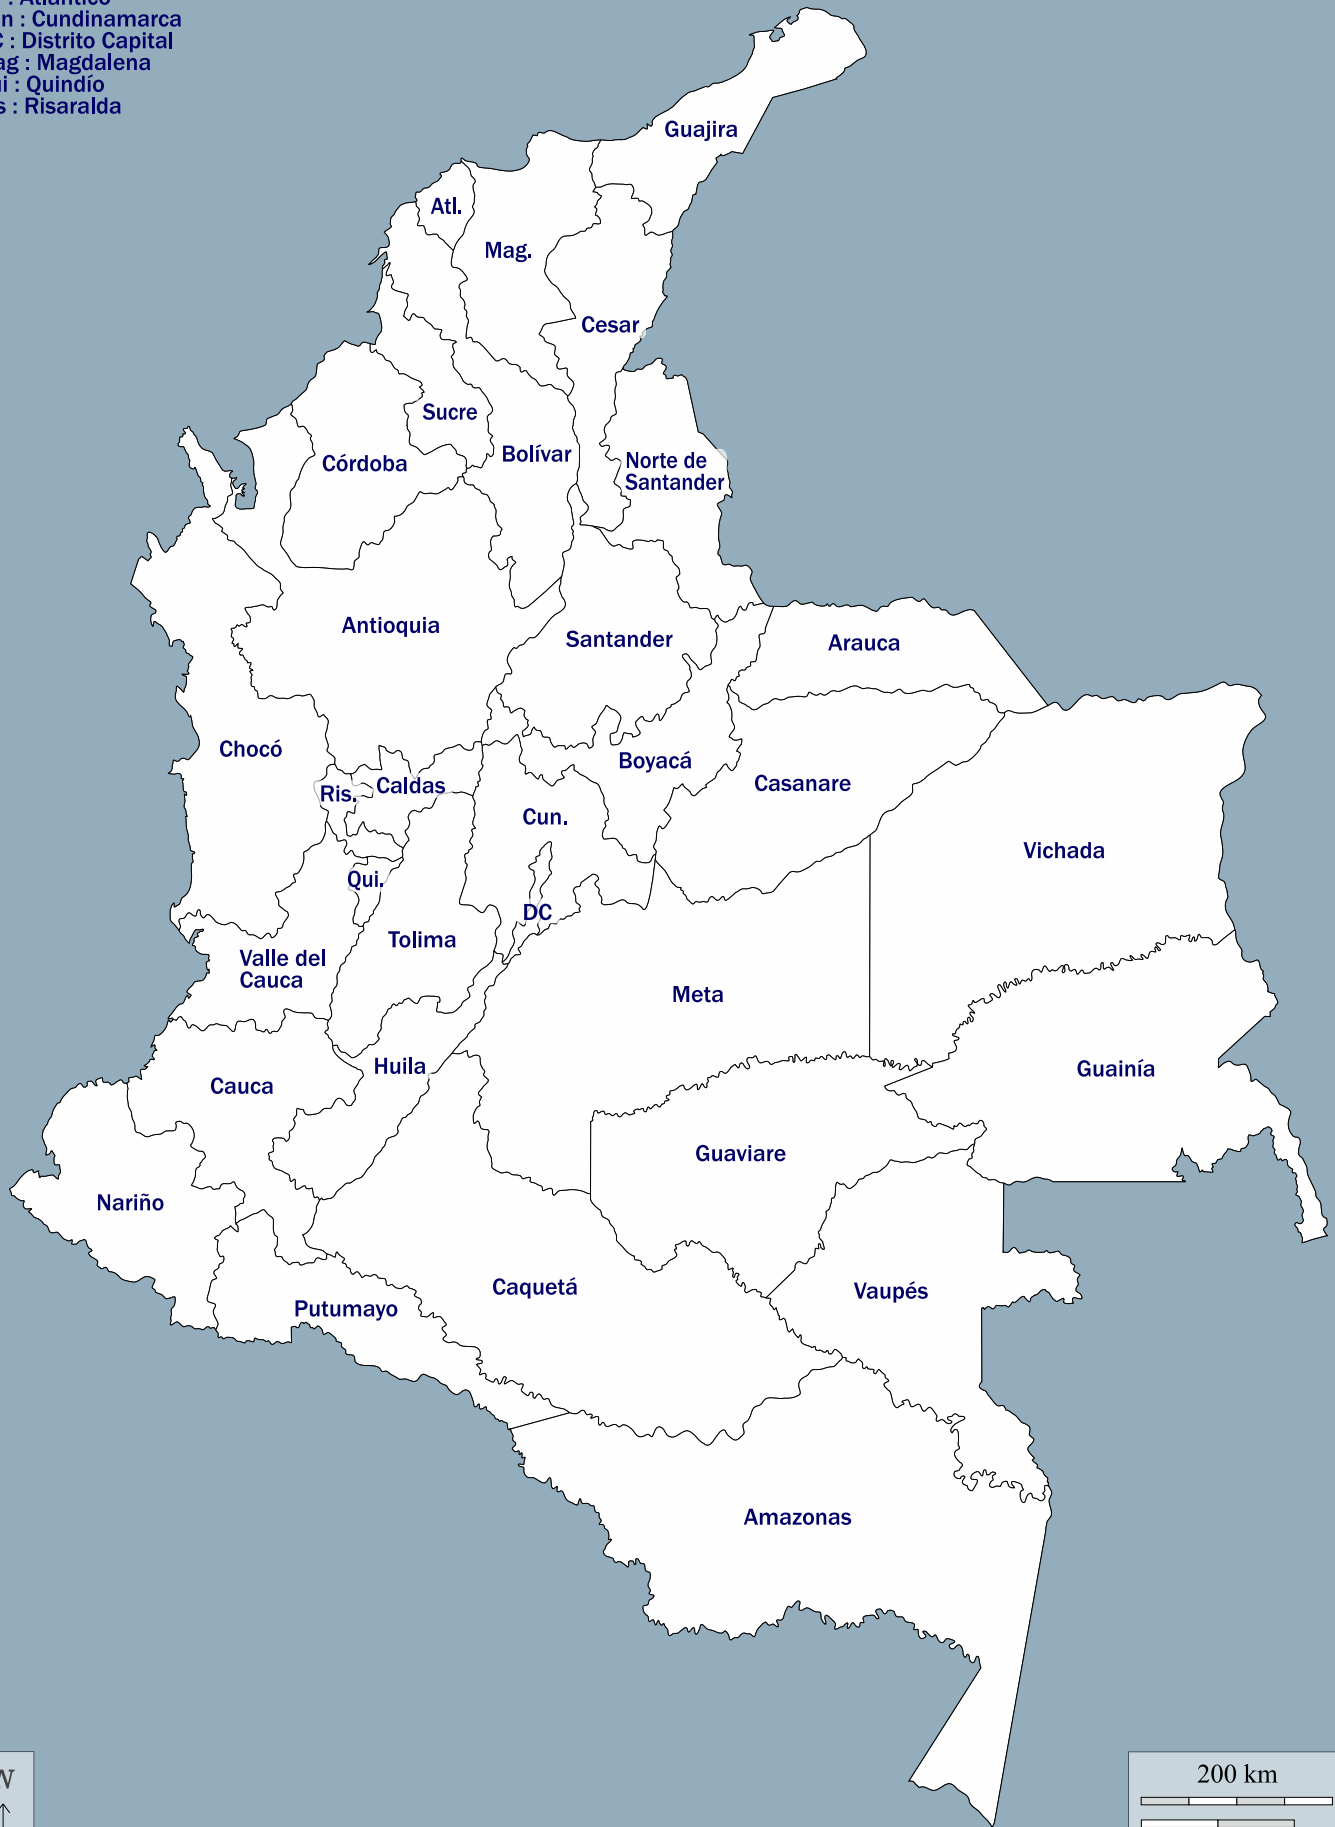 : Atlántico
n : Cundinamarca
C : Distrito Capital
ag : Magdalena
i : Quindío
s : Risaralda
Guajira
Atl.
Mag.
Cesar
Sucre
Córdoba
Bolívar
Norte de
Santander
Antioquia
Santander
Arauca
Chocó
Boyacá
Ris.
Caldas
Casanare
Cun.
Vichada
Qui.
DC
Tolima
Valle del
Cauca
Meta
Huila
Guainía
Cauca
Guaviare
Nariño
Caquetá
Vaupés
Putumayo
Amazonas
N
200 km